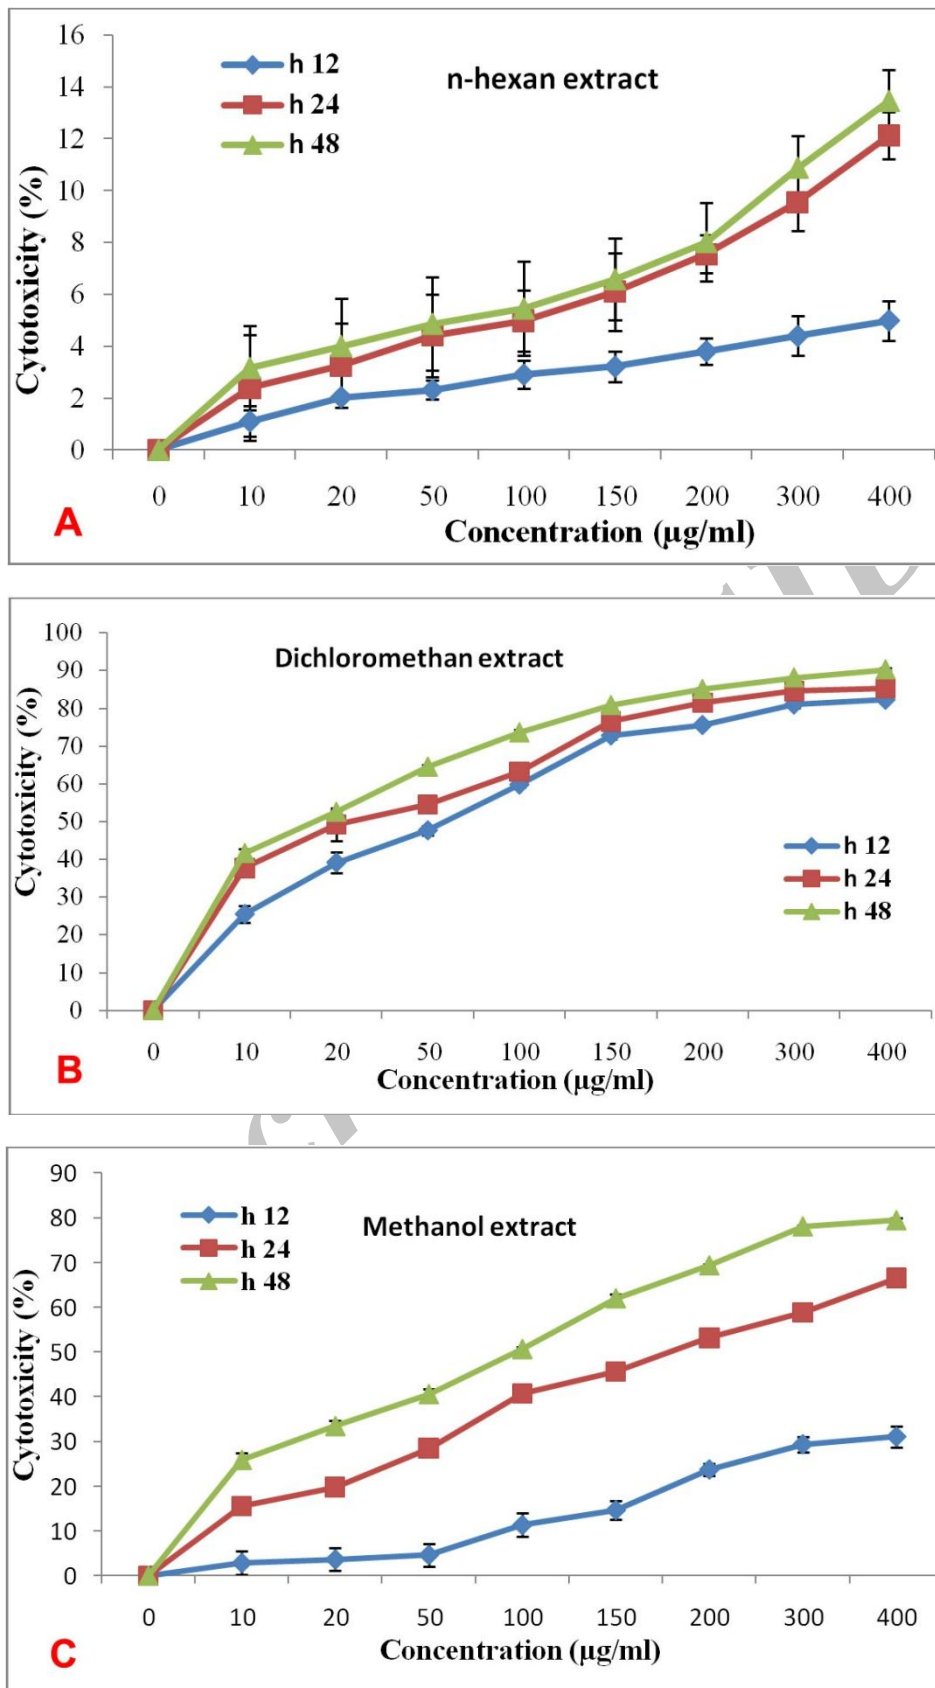 16
14
12
10
8
6
4
2
0
Cytotoxicity (%)
h 12
h 24
h 48
n-hexan extract
0 10 20 50 100 150 200 300 400
Concentration (µg/ml)
A
100
90
80
70
60
50
40
30
20
10
0
Cytotoxicity (%)
Dichloromethan extract
h 12
h 24
h 48
0 10 20 50 100 150 200 300 400
Concentration (µg/ml)
B
90
80
70
60
50
40
30
20
10
0
Cytotoxicity (%)
h 12
h 24
h 48
Methanol extract
0 10 20 50 100 150 200 300 400
Concentration (µg/ml)
C